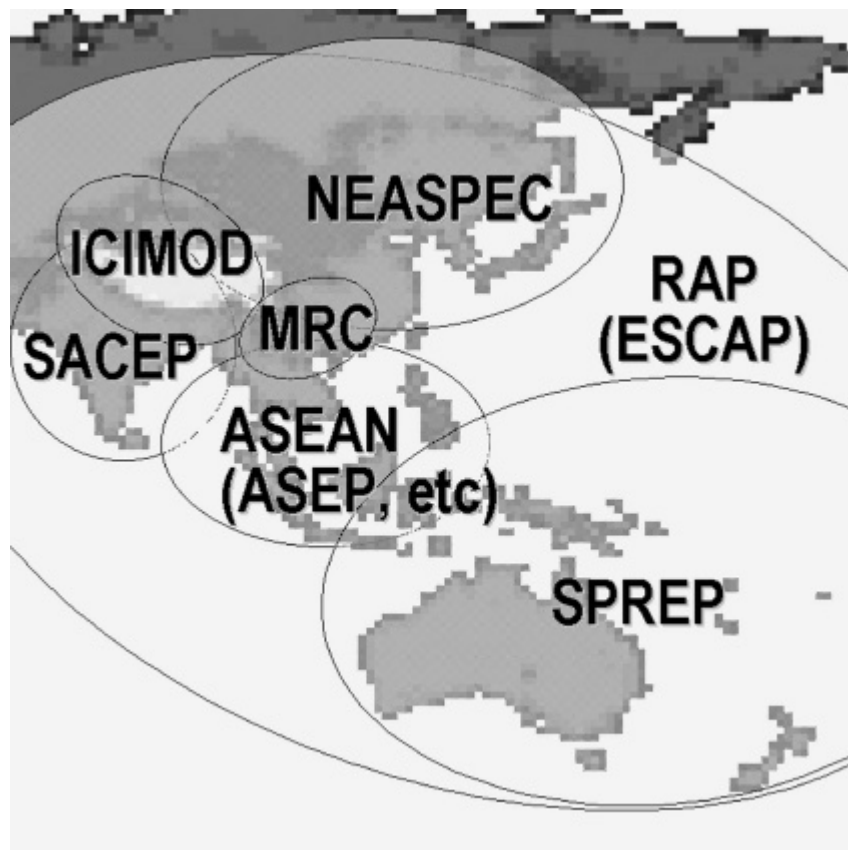 NEASPEC
ICIMOD
RAP
(ESCAP)
MRC
SACEP
ASEAN
(ASEP, etc)
SPREP